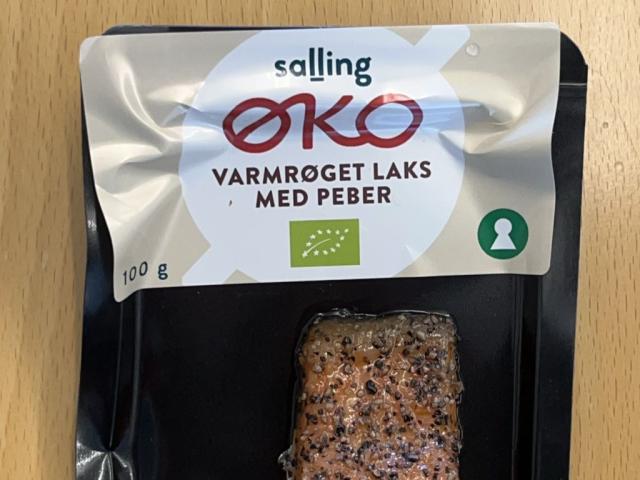 salling
ØKO
VARMRØGET LAKS
MED PEBER
100 g